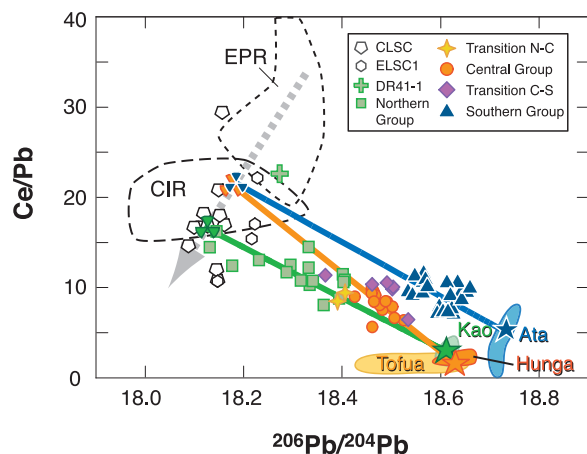 Ce/Pb
40
30
20
10
0
18.0
18.2
18.4
18.6
18.8
²⁰⁶Pb/²⁰⁴Pb
EPR
CIR
CLSC
ELSC1
DR41-1
Northern
Group
Transition N-C
Central Group
Transition C-S
Southern Group
Kao
Ata
Tofua
Hunga